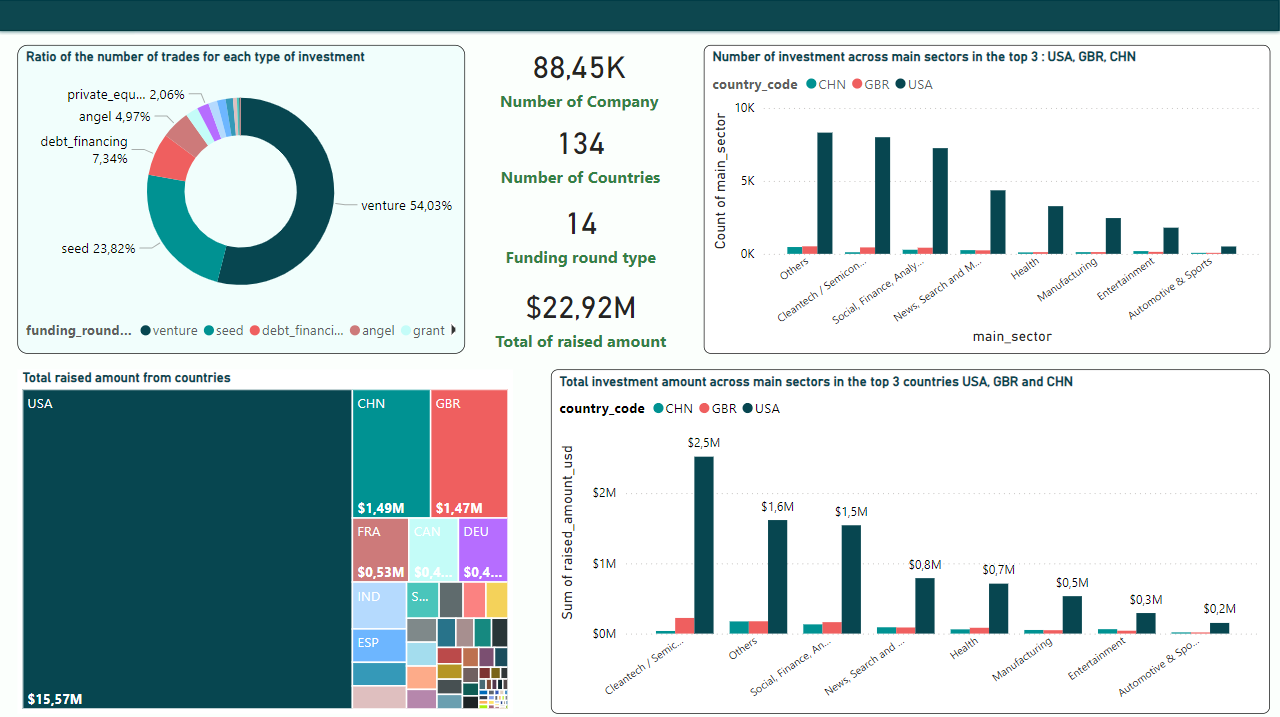 Ratio of the number of trades for each type of investment
private_equ... 2,06%
angel 4,97%
debt_financing
7,34%
venture 54,03%
seed 23,82%
funding_round... venture seed debt_financi... angel grant
88,45K
Number of Company
134
Number of Countries
14
Funding round type
$22,92M
Total of raised amount
Number of investment across main sectors in the top 3 : USA, GBR, CHN
country_code CHN GBR USA
10K
5K
0K
Count of main_sector
Others
Cleantech / Semicon...
Social, Finance, Analy...
News, Search and M...
Health
Manufacturing
Entertainment
Automotive & Sports
main_sector
Total raised amount from countries
USA
$15,57M
CHN
$1,49M
GBR
$1,47M
FRA
$0,53M
CAN
$0,4...
DEU
$0,4...
IND
S...
ESP
Total investment amount across main sectors in the top 3 countries USA, GBR and CHN
country_code CHN GBR USA
Sum of raised_amount_usd
$2M
$1M
$0M
$2,5M
$1,6M
$1,5M
$0,8M
$0,7M
$0,5M
$0,3M
$0,2M
Cleantech / Semic...
Others
Social, Finance, An...
News, Search and ...
Health
Manufacturing
Entertainment
Automotive & Spo...